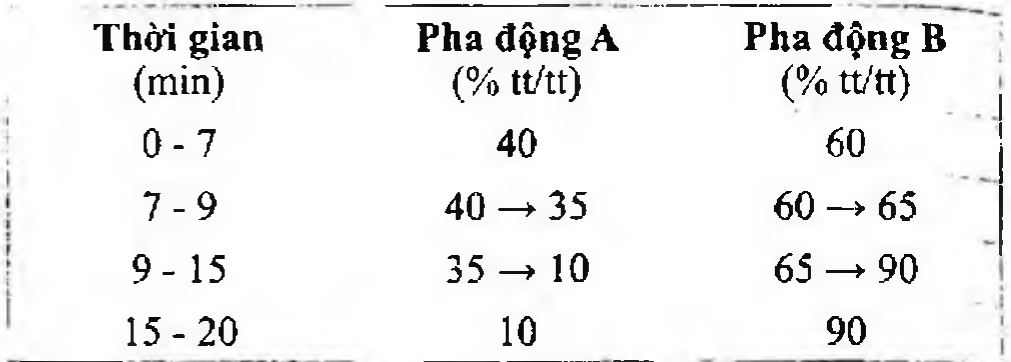 Thời gian Pha động A Pha động B
(min) (% tt/tt) (% tt/tt)
0 - 7 40 60
7 - 9 40 → 35 60 → 65
9 - 15 35 → 10 65 → 90
15 - 20 10 90